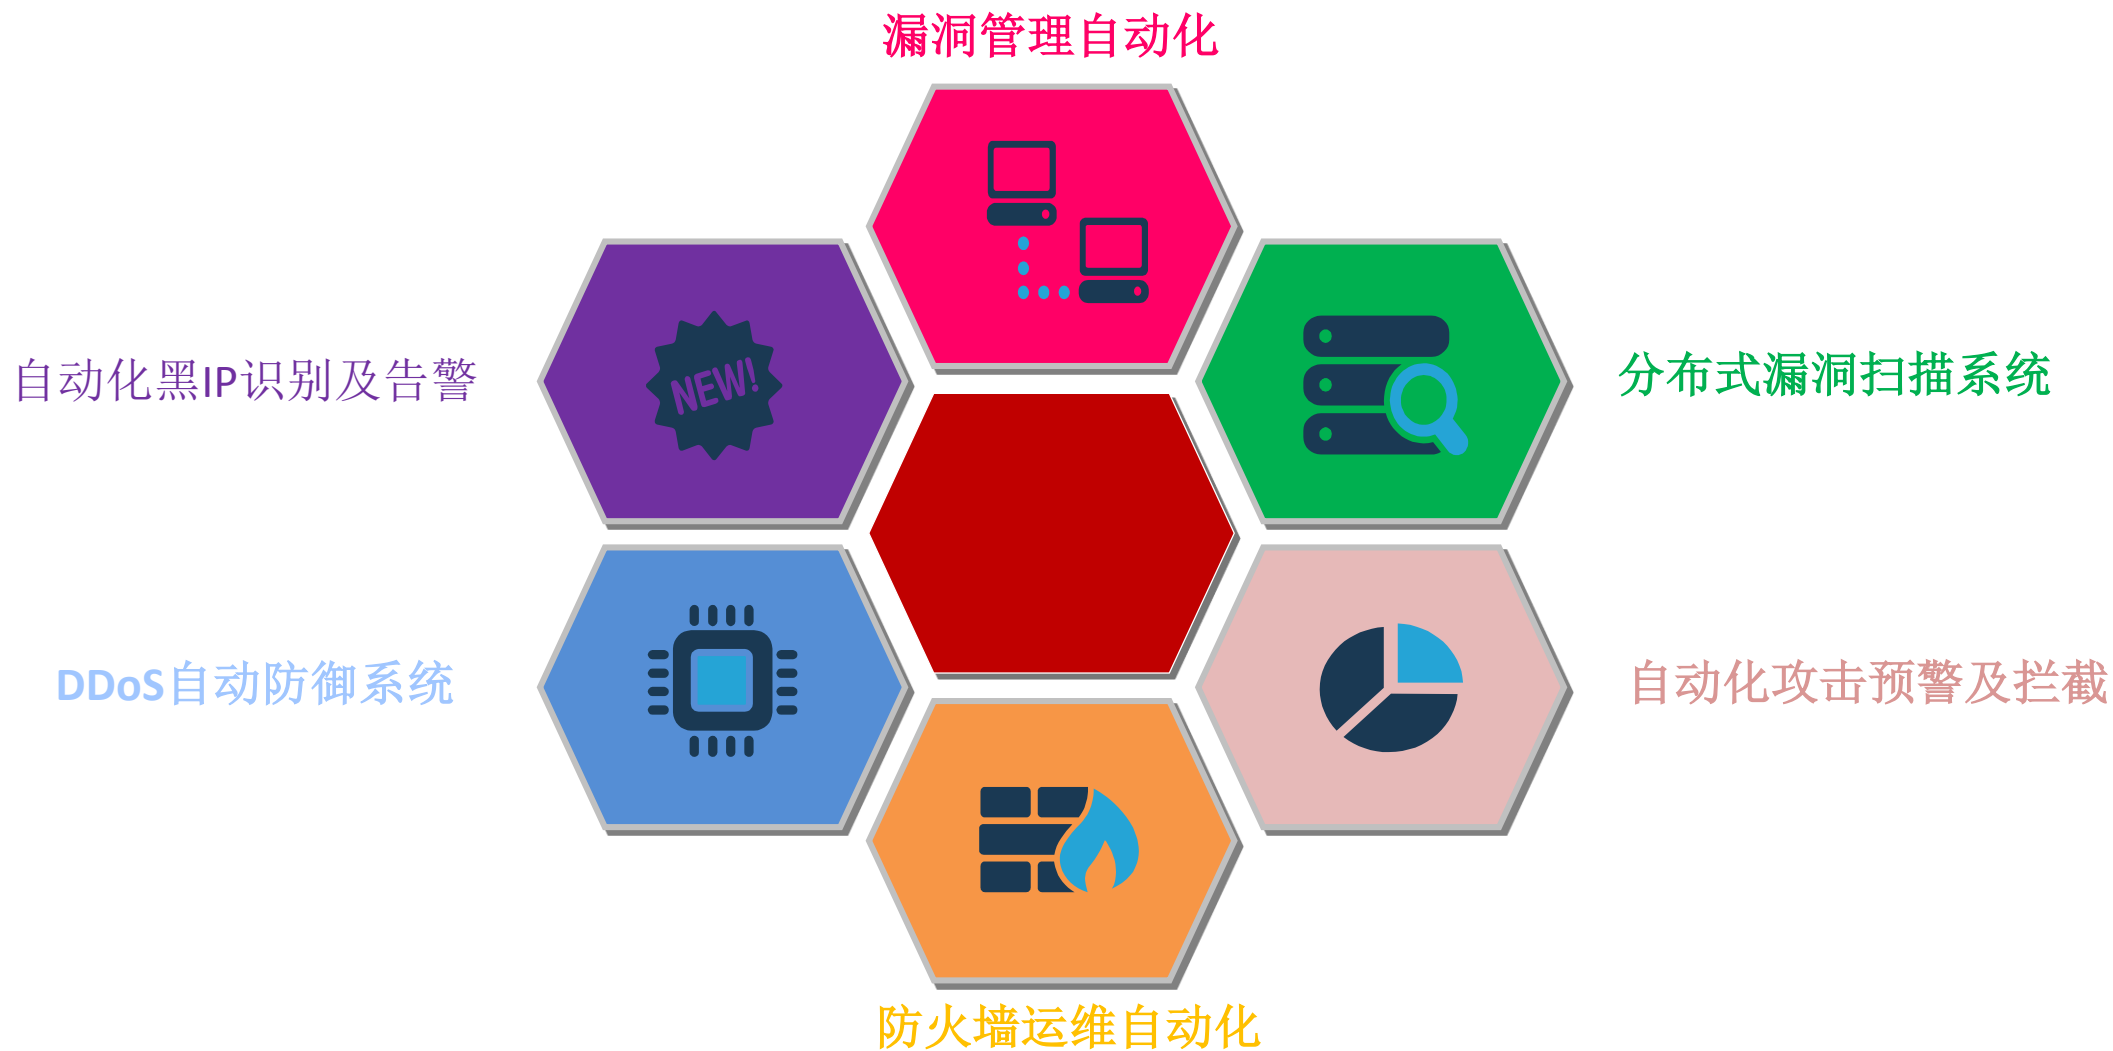 漏洞管理自动化
自动化黑IP识别及告警
NEW!
分布式漏洞扫描系统
DDoS自动防御系统
自动化攻击预警及拦截
防火墙运维自动化